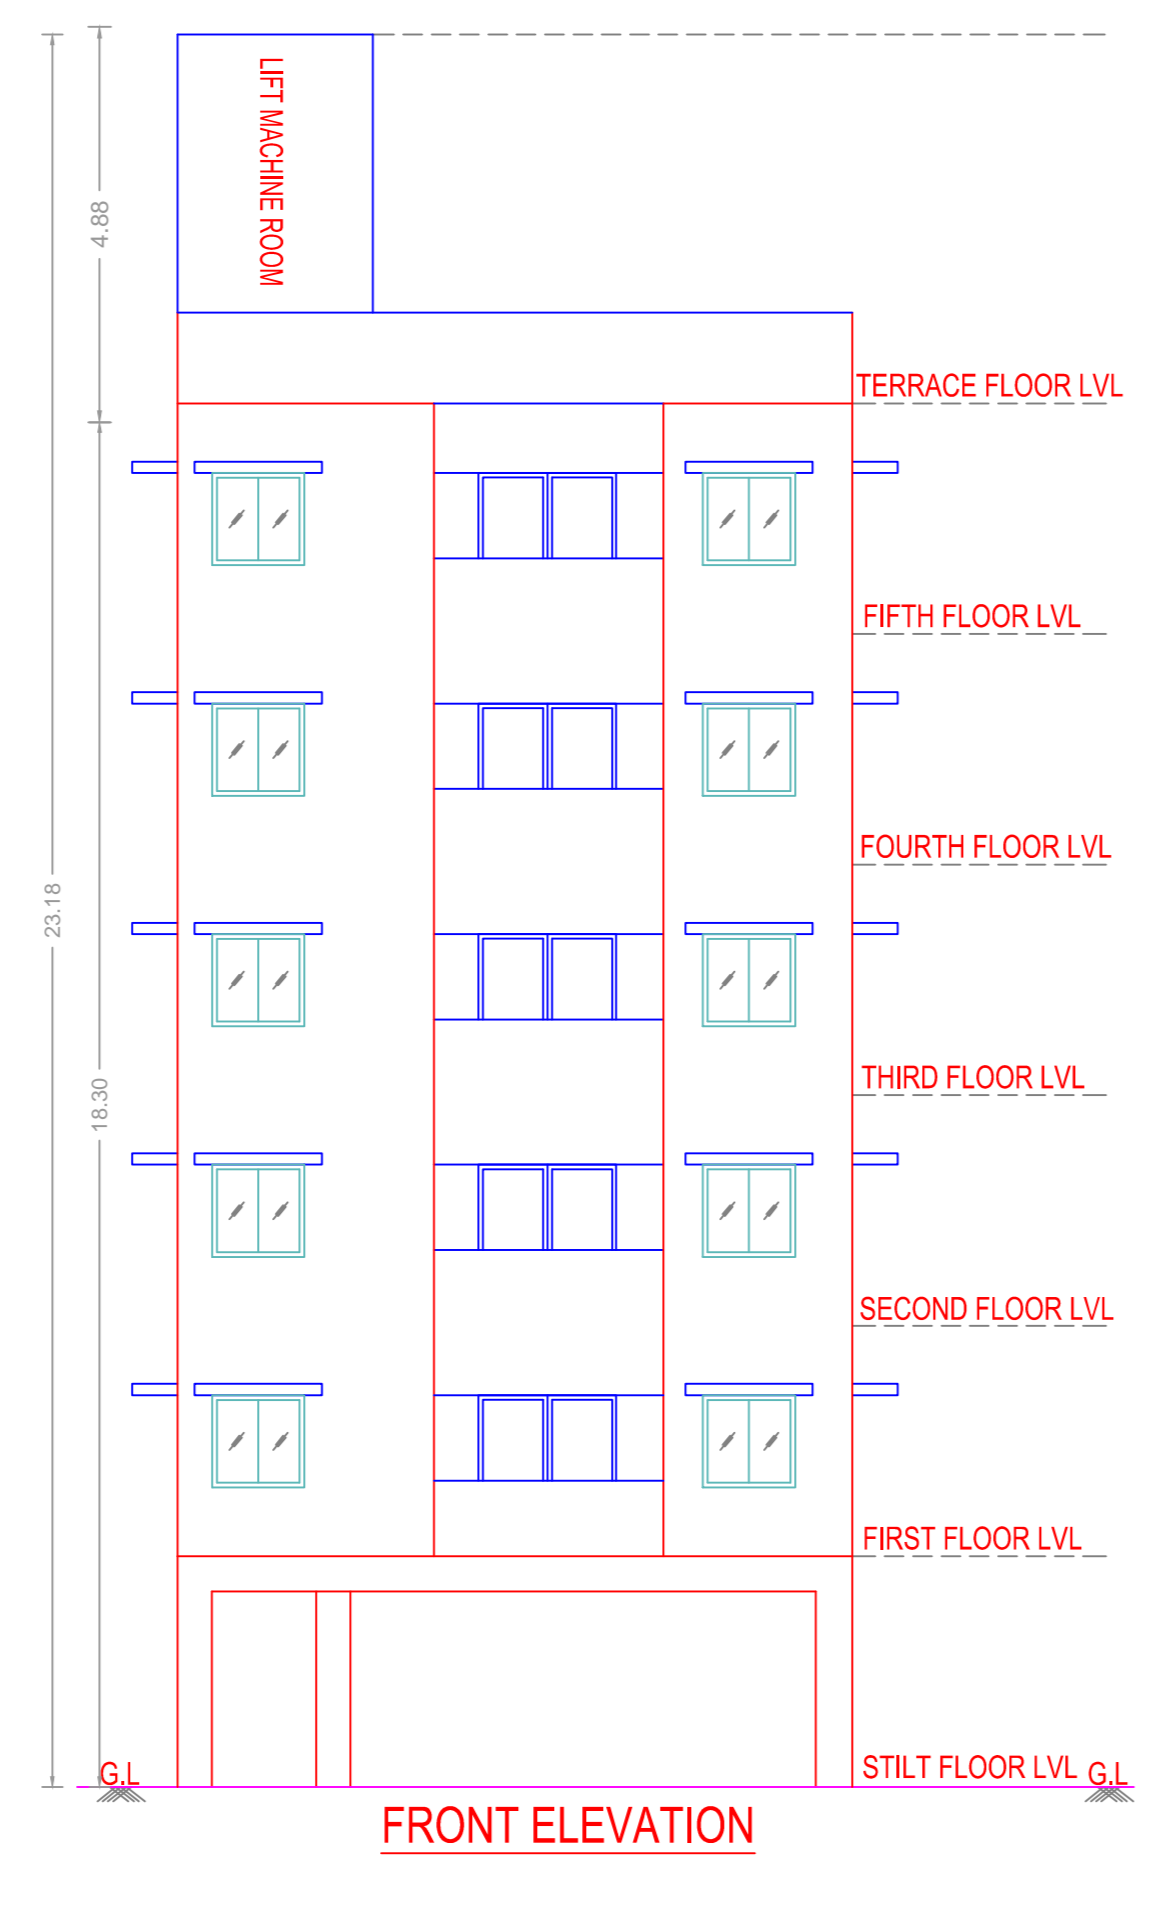 LIFT MACHINE ROOM
4.88
TERRACE FLOOR LVL
FIFTH FLOOR LVL
FOURTH FLOOR LVL
23.18
THIRD FLOOR LVL
18.30
SECOND FLOOR LVL
FIRST FLOOR LVL
G.L
STILT FLOOR LVL
G.L
FRONT ELEVATION